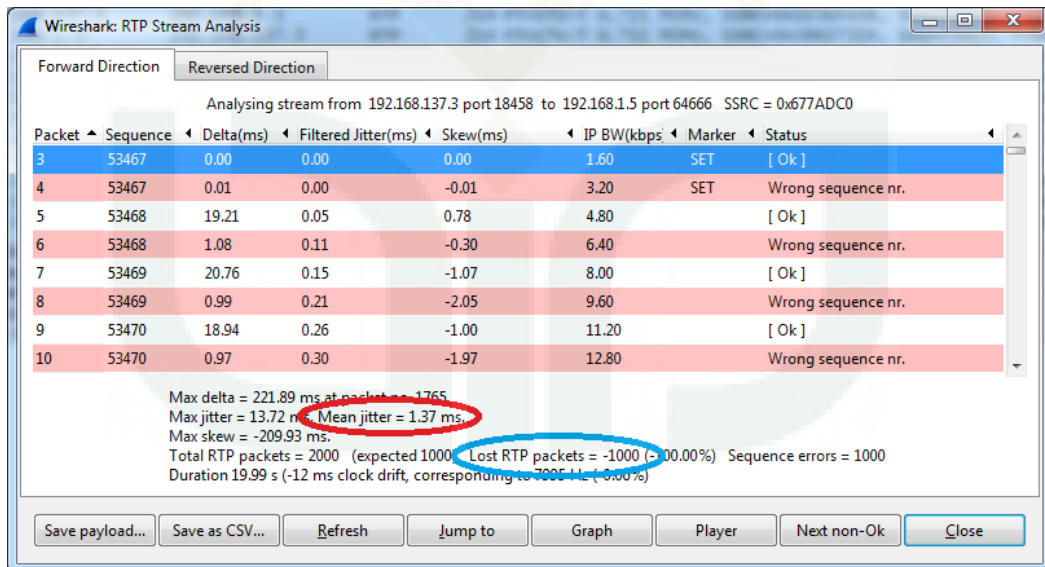 Wireshark: RTP Stream Analysis
Forward Direction Reversed Direction
Analysing stream from 192.168.137.3 port 18458 to 192.168.1.5 port 64666 SSRC = 0x677ADC0
Packet Sequence Delta(ms) Filtered Jitter(ms) Skew(ms) IP BW(kbps) Marker Status
3 53467 0.00 0.00 0.00 1.60 SET [ Ok ]
4 53467 0.01 0.00 -0.01 3.20 SET Wrong sequence nr.
5 53468 19.21 0.05 0.78 4.80 [ Ok ]
6 53468 1.08 0.11 -0.30 6.40 Wrong sequence nr.
7 53469 20.76 0.15 -1.07 8.00 [ Ok ]
8 53469 0.99 0.21 -2.05 9.60 Wrong sequence nr.
9 53470 18.94 0.26 -1.00 11.20 [ Ok ]
10 53470 0.97 0.30 -1.97 12.80 Wrong sequence nr.
Max delta = 221.89 ms at packet no. 1765
Max jitter = 13.72 ms. Mean jitter = 1.37 ms.
Max skew = -209.93 ms.
Total RTP packets = 2000 (expected 1000) Lost RTP packets = -1000 (-100.00%) Sequence errors = 1000
Duration 19.99 s (-12 ms clock drift, corresponding to
Save payload... Save as CSV... Refresh Jump to Graph Player Next non-Ok Close